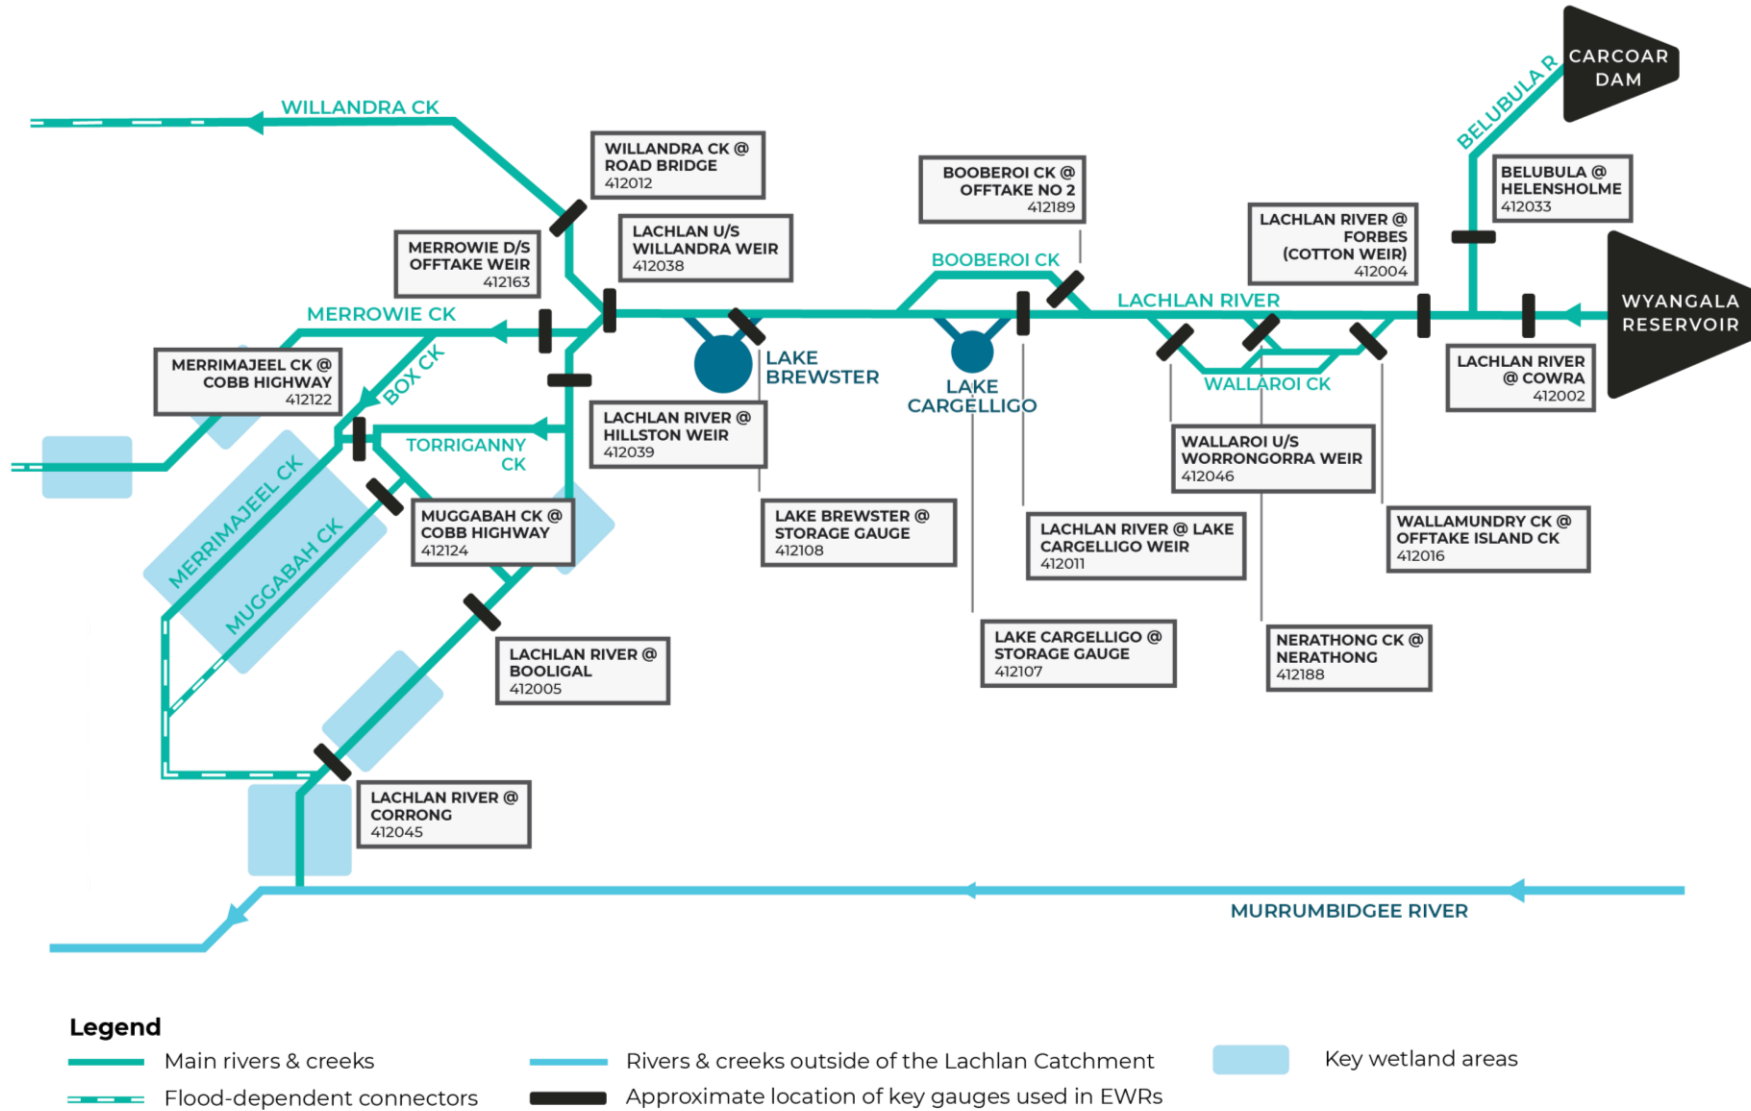 CARCOAR
DAM
BELUBULA R
WILLANDRA CK
WILLANDRA CK @
ROAD BRIDGE
412012
BOOBEROI CK @
OFFTAKE NO 2
412189
BELUBULA @
HELENSHOLME
412033
LACHLAN RIVER @
FORBES
(COTTON WEIR)
412004
LACHLAN U/S
WILLANDRA WEIR
412038
MERROWIE D/S
OFFTAKE WEIR
412163
BOOBEROI CK
LACHLAN RIVER
WYANGALA
RESERVOIR
MERROWIE CK
MERRIMAJEEL CK @
COBB HIGHWAY
412122
BOX CK
LAKE
BREWSTER
LAKE
CARGELLIGO
WALLAROI CK
LACHLAN RIVER
@ COWRA
412002
LACHLAN RIVER @
HILLSTON WEIR
412039
TORRIGANNY
CK
WALLAROI U/S
WORRONGORRA WEIR
412046
MERRIMAJEEL CK
MUGGABAH CK
MUGGABAH CK @
COBB HIGHWAY
412124
LAKE BREWSTER @
STORAGE GAUGE
412108
LACHLAN RIVER @ LAKE
CARGELLIGO WEIR
412011
WALLAMUNDRY CK @
OFFTAKE ISLAND CK
412016
LACHLAN RIVER @
BOOLIGAL
412005
LAKE CARGELLIGO @
STORAGE GAUGE
412107
NERATHONG CK @
NERATHONG
412188
LACHLAN RIVER @
CORRONG
412045
MURRUMBIDGEE RIVER
Legend
Main rivers & creeks
Rivers & creeks outside of the Lachlan Catchment
Key wetland areas
Flood-dependent connectors
Approximate location of key gauges used in EWRs